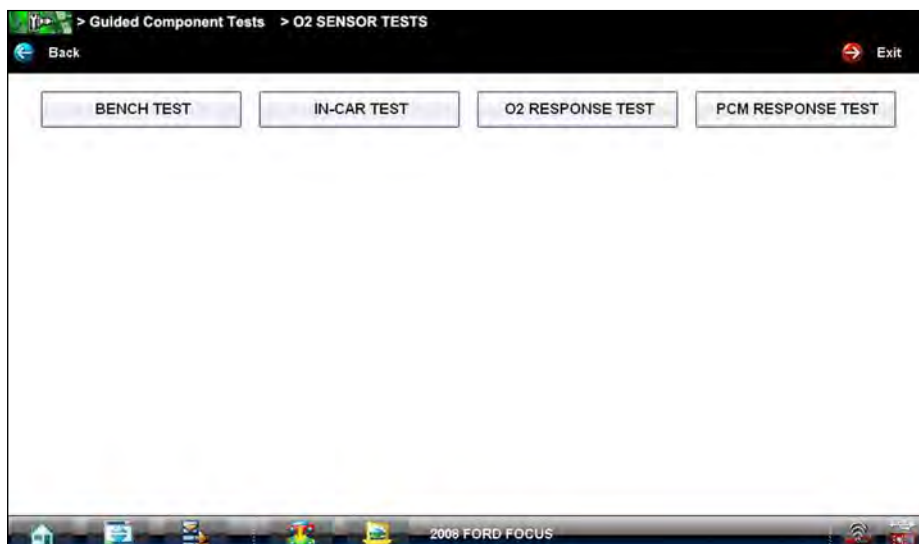 > Guided Component Tests > O2 SENSOR TESTS
Back Exit
BENCH TEST IN-CAR TEST O2 RESPONSE TEST PCM RESPONSE TEST
2008 FORD FOCUS